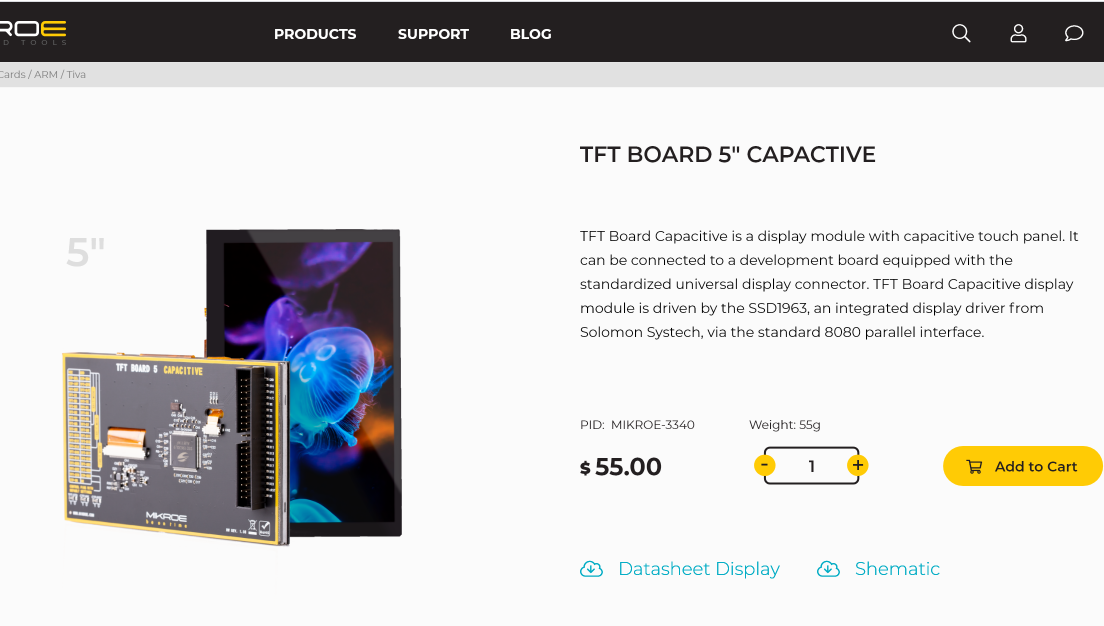 ROE
D TOOLS
PRODUCTS SUPPORT BLOG
Cards / ARM / Tiva
TFT BOARD 5" CAPACTIVE
5"
TFT Board Capacitive is a display module with capacitive touch panel. It
can be connected to a development board equipped with the
standardized universal display connector. TFT Board Capacitive display
module is driven by the SSD1963, an integrated display driver from
Solomon Systech, via the standard 8080 parallel interface.
TFT BOARD 5 CAPACITIVE
MIKROE
PID: MIKROE-3340 Weight: 55g
$ 55.00 - 1 + Add to Cart
Datasheet Display Shematic